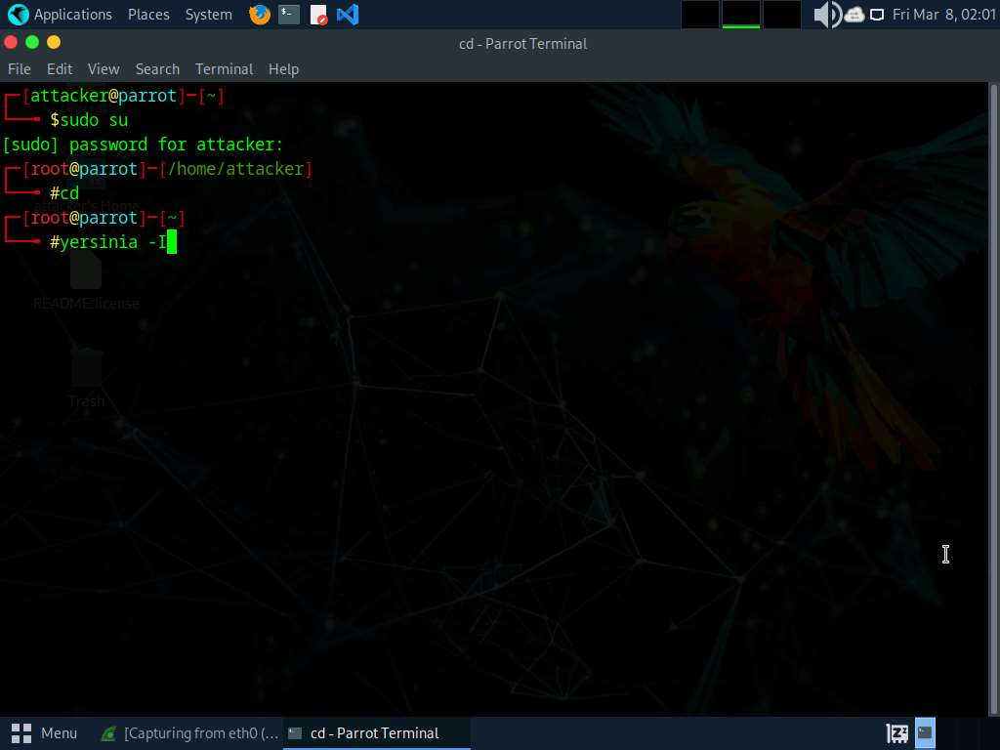 Applications Places System Fri Mar 8, 02:01
cd - Parrot Terminal
File Edit View Search Terminal Help
[attacker@parrot]-[~]
$sudo su
[sudo] password for attacker:
[root@parrot]-[/home/attacker]
#cd
attacker's Home
[root@parrot]-[~]
#yersinia -I
README.license
Trash
Menu [Capturing from eth0 (... cd - Parrot Terminal